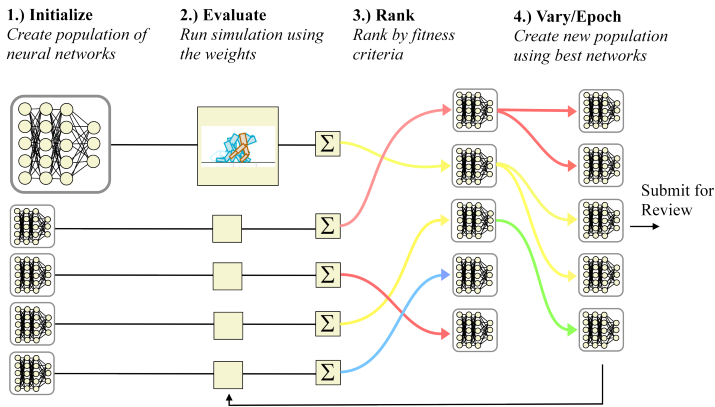 1.) Initialize
Create population of
neural networks
2.) Evaluate
Run simulation using
the weights
3.) Rank
Rank by fitness
criteria
4.) Vary/Epoch
Create new population
using best networks
Σ
Σ
Σ
Σ
Σ
Submit for
Review